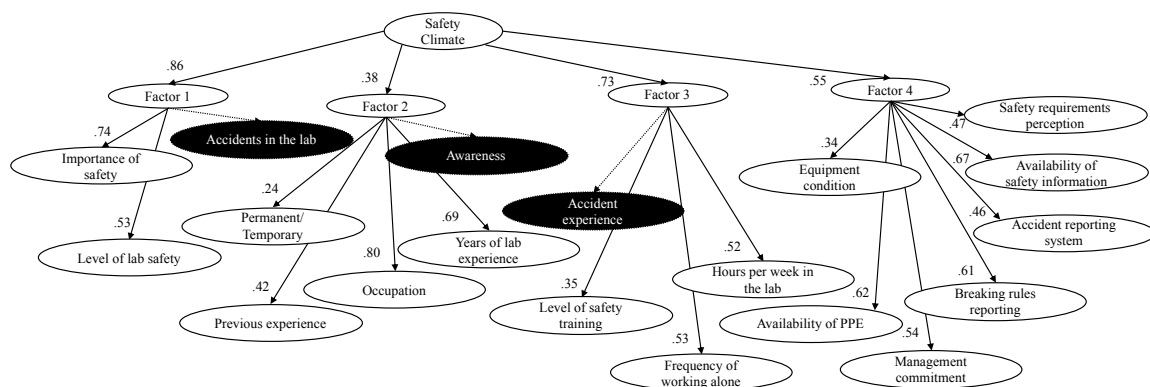 Safety
Climate
.86
.38
.73
.55
Factor 1
Factor 2
Factor 3
Factor 4
.74
Accidents in the lab
Importance of
safety
.53
Level of lab safety
Awareness
.24
Permanent/
Temporary
.69
Years of lab
experience
.80
Occupation
.42
Previous experience
Accident
experience
.52
Hours per week in
the lab
.35
Level of safety
training
.53
Frequency of
working alone
.47
Safety requirements
perception
.34
Equipment
condition
.67
Availability of
safety information
.46
Accident reporting
system
.61
Breaking rules
reporting
.62
Availability of PPE
.54
Management
commitment